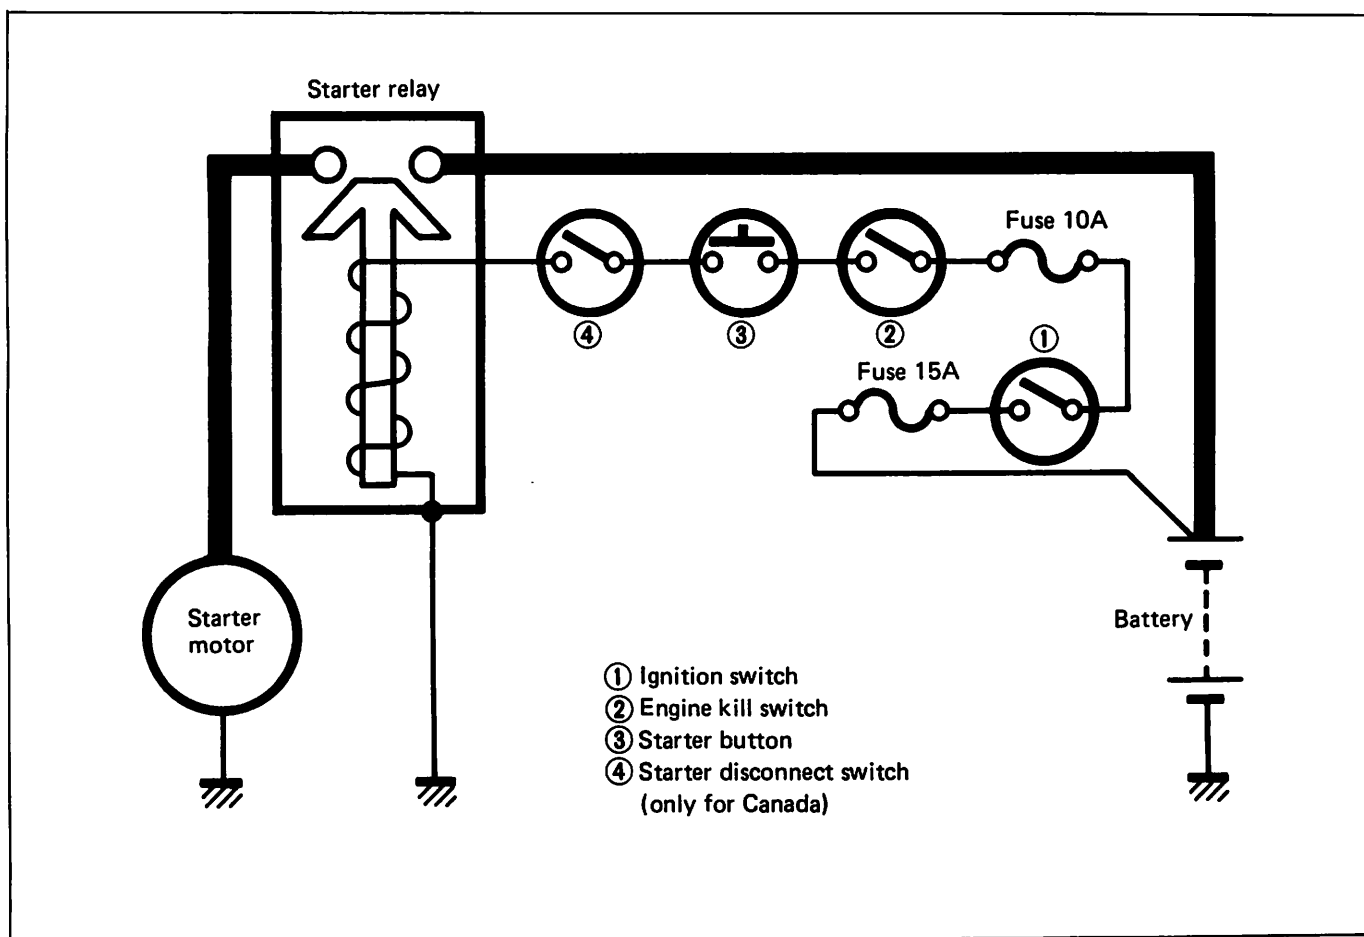 Starter relay
Fuse 10A
④
③
②
①
Fuse 15A
Starter
motor
Battery
① Ignition switch
② Engine kill switch
③ Starter button
④ Starter disconnect switch
(only for Canada)